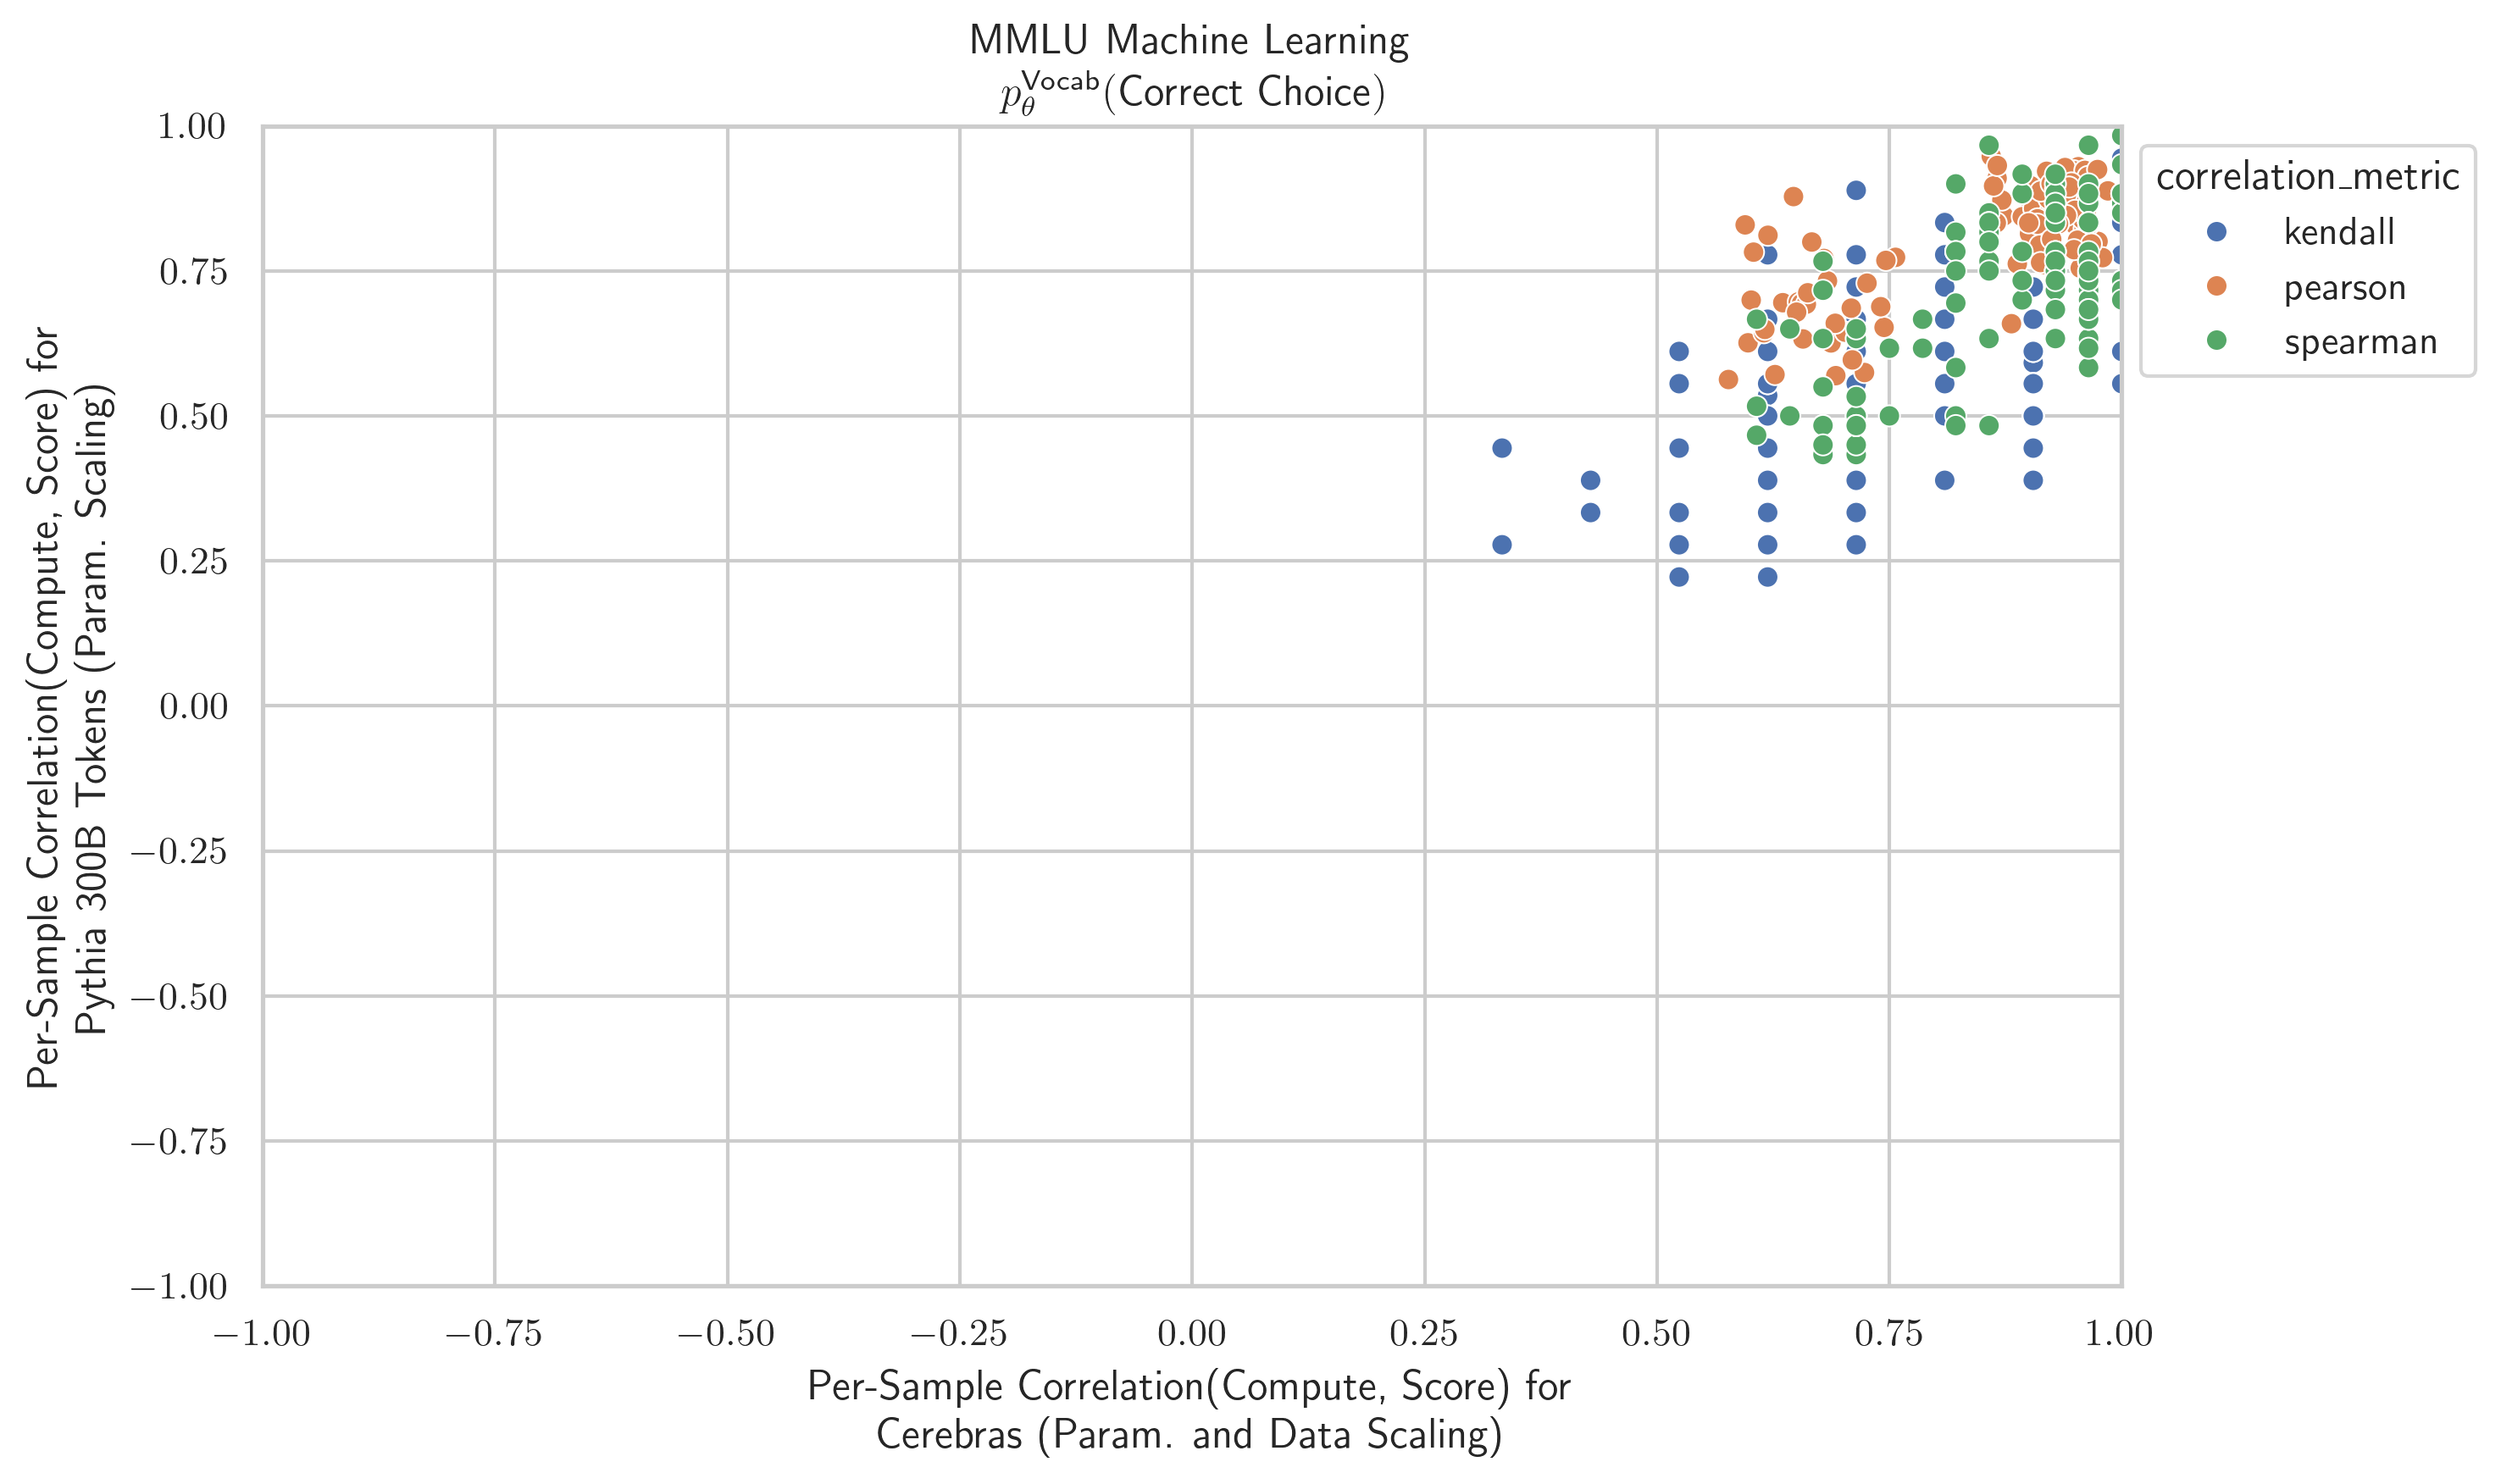 MMLU Machine Learning
p_θ^Vocab(Correct Choice)
Per-Sample Correlation(Compute, Score) for
Pythia 300B Tokens (Param. Scaling)
1.00
0.75
0.50
0.25
0.00
−0.25
−0.50
−0.75
−1.00
−1.00 −0.75 −0.50 −0.25 0.00 0.25 0.50 0.75 1.00
Per-Sample Correlation(Compute, Score) for
Cerebras (Param. and Data Scaling)
correlation_metric
kendall
pearson
spearman